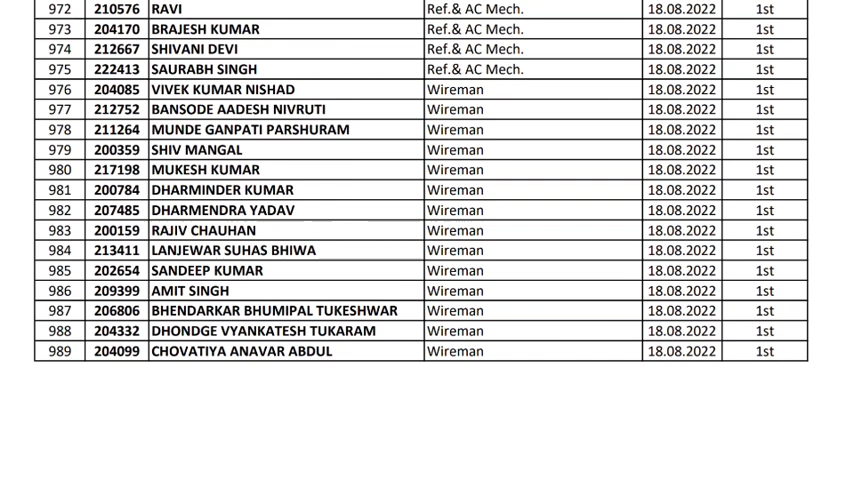 972 210576 RAVI Ref.& AC Mech. 18.08.2022 1st
973 204170 BRAJESH KUMAR Ref.& AC Mech. 18.08.2022 1st
974 212667 SHIVANI DEVI Ref.& AC Mech. 18.08.2022 1st
975 222413 SAURABH SINGH Ref.& AC Mech. 18.08.2022 1st
976 204085 VIVEK KUMAR NISHAD Wireman 18.08.2022 1st
977 212752 BANSODE AADESH NIVRUTI Wireman 18.08.2022 1st
978 211264 MUNDE GANPATI PARSHURAM Wireman 18.08.2022 1st
979 200359 SHIV MANGAL Wireman 18.08.2022 1st
980 217198 MUKESH KUMAR Wireman 18.08.2022 1st
981 200784 DHARMINDER KUMAR Wireman 18.08.2022 1st
982 207485 DHARMENDRA YADAV Wireman 18.08.2022 1st
983 200159 RAJIV CHAUHAN Wireman 18.08.2022 1st
984 213411 LANJEWAR SUHAS BHIWA Wireman 18.08.2022 1st
985 202654 SANDEEP KUMAR Wireman 18.08.2022 1st
986 209399 AMIT SINGH Wireman 18.08.2022 1st
987 206806 BHENDARKAR BHUMIPAL TUKESHWAR Wireman 18.08.2022 1st
988 204332 DHONDGE VYANKATESH TUKARAM Wireman 18.08.2022 1st
989 204099 CHOVATIYA ANAVAR ABDUL Wireman 18.08.2022 1st